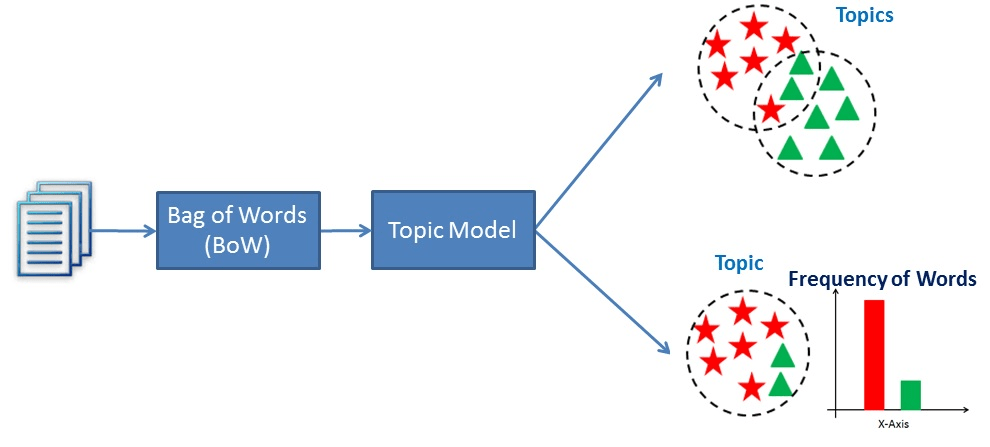 Topics
Bag of Words
(BoW)
Topic Model
Topic
Frequency of Words
X-Axis